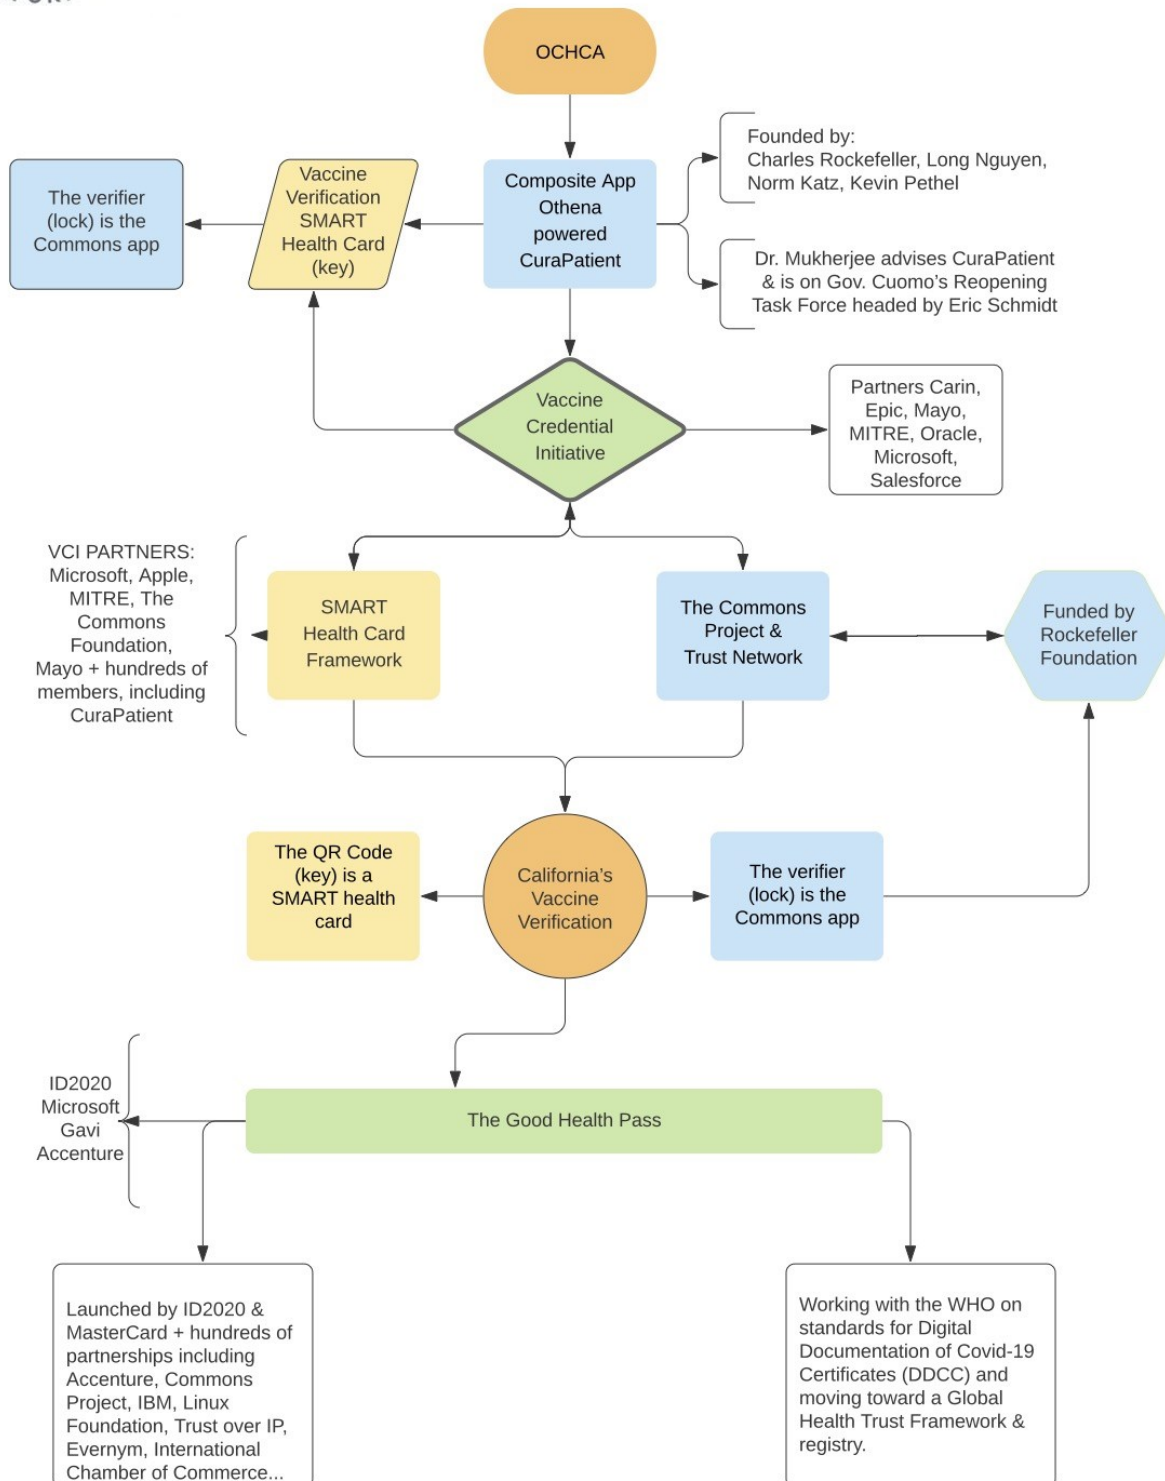 OCHCA
Founded by:
Charles Rockefeller, Long Nguyen,
Norm Katz, Kevin Pethel
Composite App
Othena
powered
CuraPatient
Vaccine
Verification
SMART
Health Card
(key)
The verifier
(lock) is the
Commons app
Dr. Mukherjee advises CuraPatient
& is on Gov. Cuomo’s Reopening
Task Force headed by Eric Schmidt
Vaccine
Credential
Initiative
Partners Carin,
Epic, Mayo,
MITRE, Oracle,
Microsoft,
Salesforce
VCI PARTNERS:
Microsoft, Apple,
MITRE, The
Commons
Foundation,
Mayo + hundreds of
members, including
CuraPatient
SMART
Health Card
Framework
The Commons
Project &
Trust Network
Funded by
Rockefeller
Foundation
The QR Code
(key) is a
SMART health
card
California’s
Vaccine
Verification
The verifier
(lock) is the
Commons app
ID2020
Microsoft
Gavi
Accenture
The Good Health Pass
Launched by ID2020 &
MasterCard + hundreds of
partnerships including
Accenture, Commons
Project, IBM, Linux
Foundation, Trust over IP,
Evernym, International
Chamber of Commerce...
Working with the WHO on
standards for Digital
Documentation of Covid-19
Certificates (DDCC) and
moving toward a Global
Health Trust Framework &
registry.